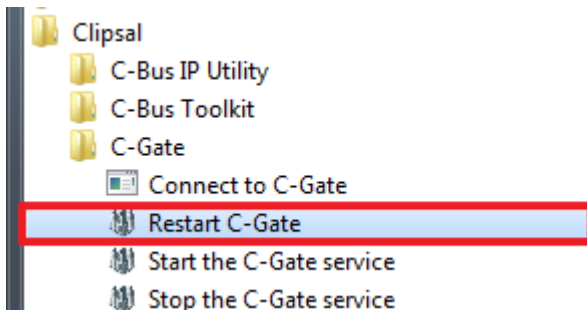 Clipsal
C-Bus IP Utility
C-Bus Toolkit
C-Gate
Connect to C-Gate
Restart C-Gate
Start the C-Gate service
Stop the C-Gate service